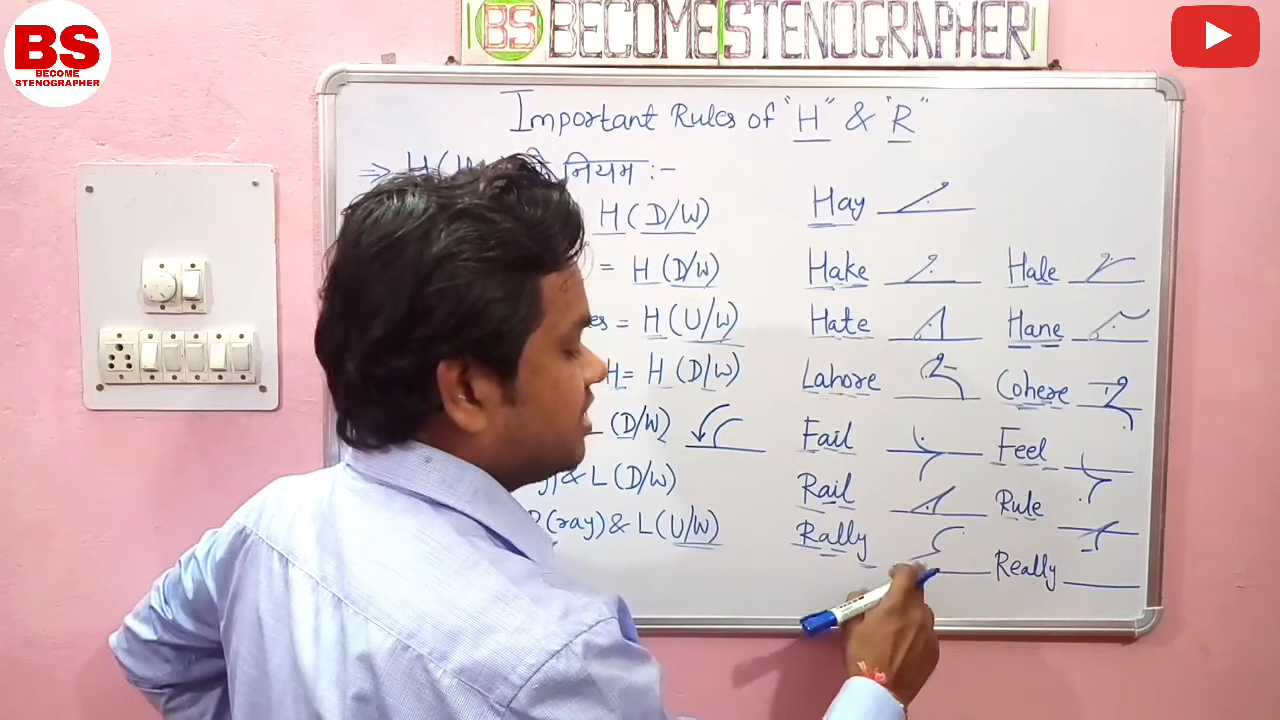 BS
BECOME
STENOGRAPHER
BS BECOME STENOGRAPHER!
Important Rules of "H" & "R"
⇒ नियम :-
H (D/W)
= H (D/W)
= H (U/W)
H = H (D/W)
(D/W)
& L (D/W)
(ray) & L (U/W)
Hay
Hake Hale
Hate Hane
Lahore Cohere
Fail Feel
Rail Rule
Rally Really